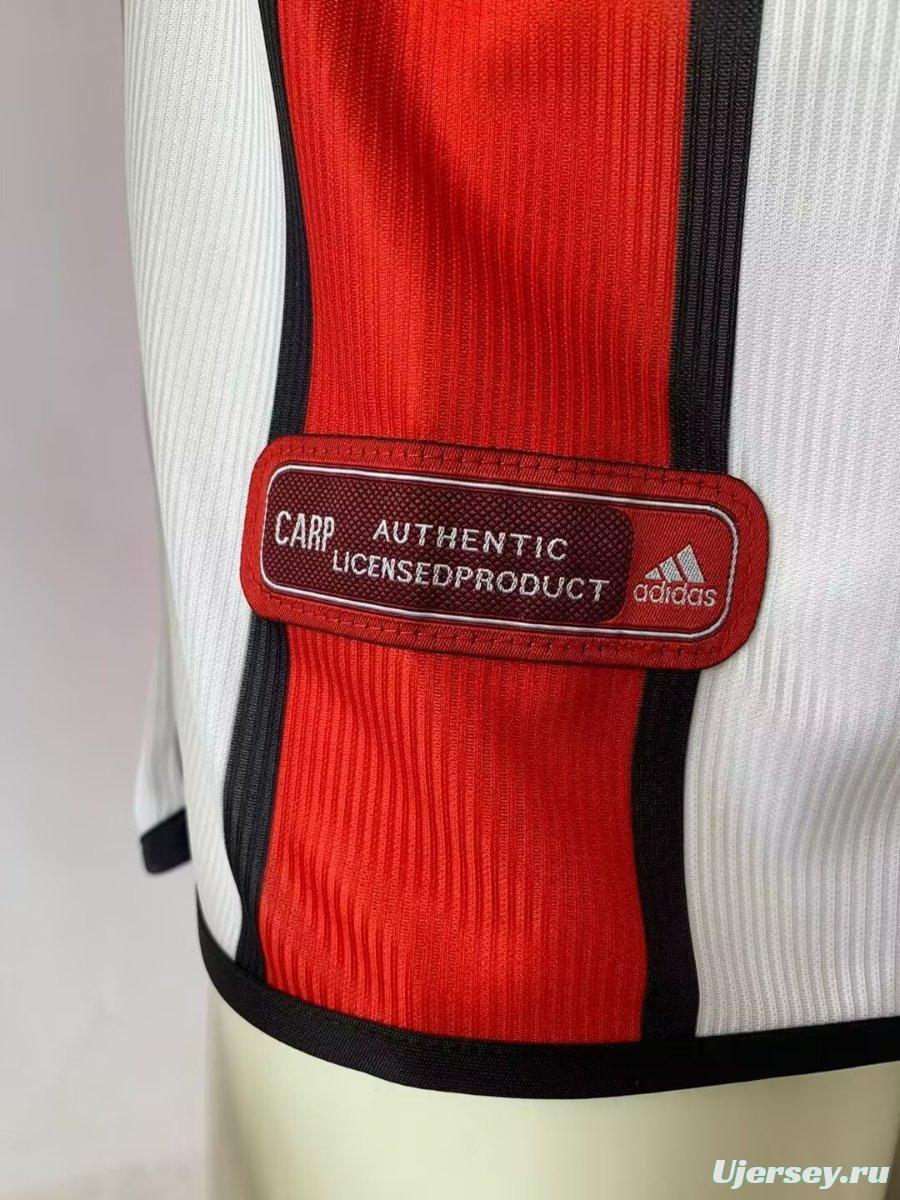 CARP
AUTHENTIC
LICENSEDPRODUCT
adidas
Ujersey.ru